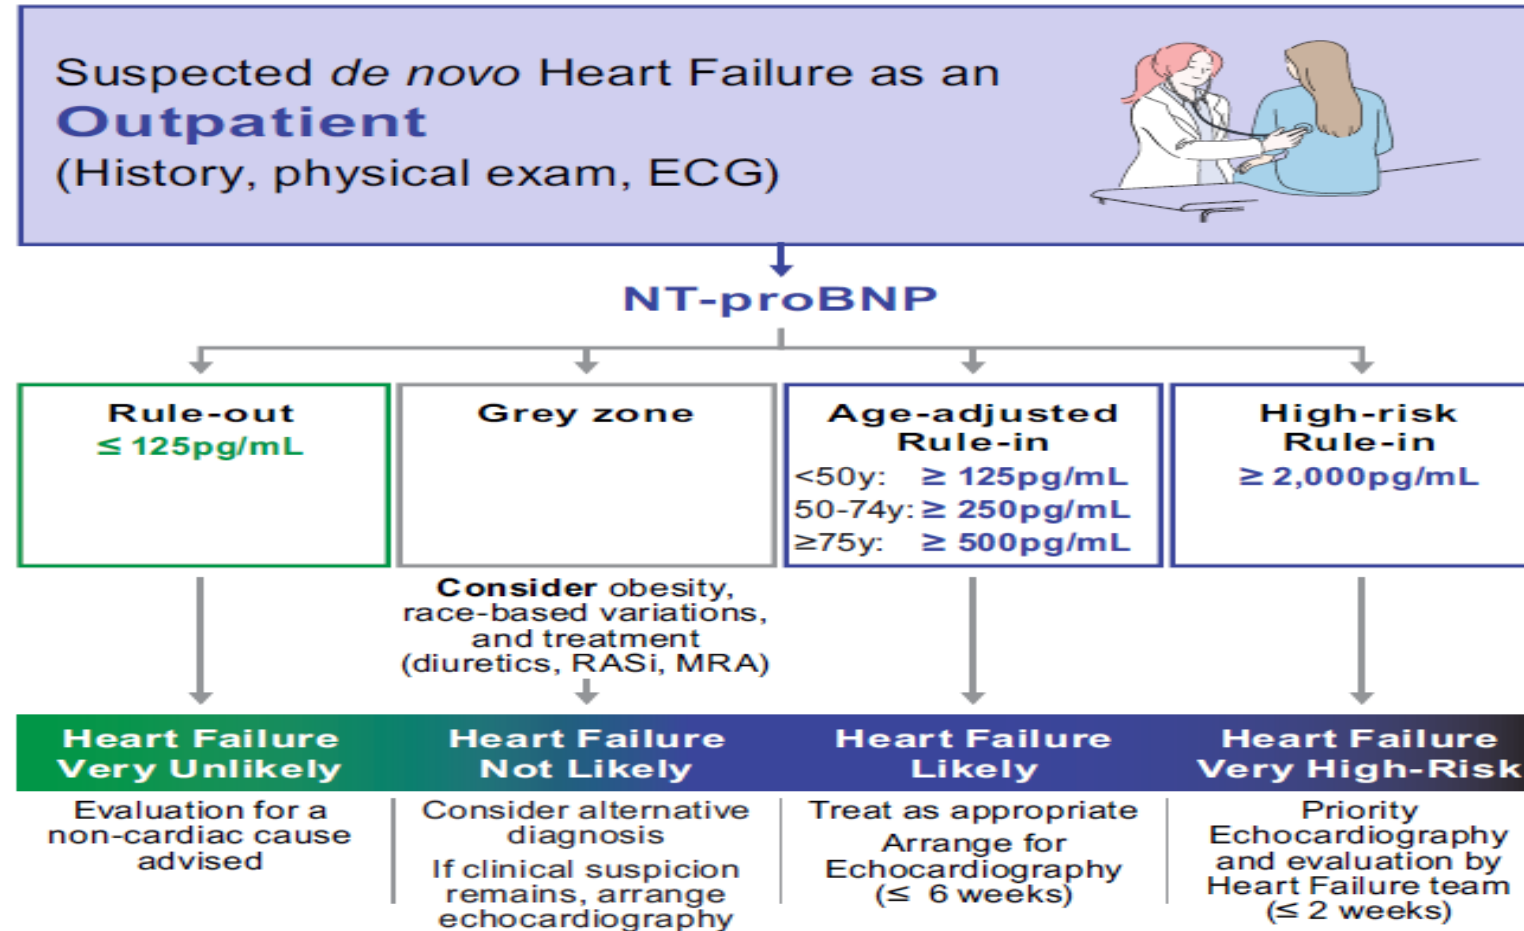 Suspected de novo Heart Failure as an
Outpatient
(History, physical exam, ECG)
NT-proBNP
Rule-out
≤ 125pg/mL
Grey zone
Age-adjusted
Rule-in
<50y: ≥ 125pg/mL
50-74y: ≥ 250pg/mL
≥75y: ≥ 500pg/mL
High-risk
Rule-in
≥ 2,000pg/mL
Consider obesity,
race-based variations,
and treatment
(diuretics, RASi, MRA)
Heart Failure
Very Unlikely
Heart Failure
Not Likely
Heart Failure
Likely
Heart Failure
Very High-Risk
Evaluation for a
non-cardiac cause
advised
Consider alternative
diagnosis
If clinical suspicion
remains, arrange
echocardiography
Treat as appropriate
Arrange for
Echocardiography
(≤ 6 weeks)
Priority
Echocardiography
and evaluation by
Heart Failure team
(≤ 2 weeks)